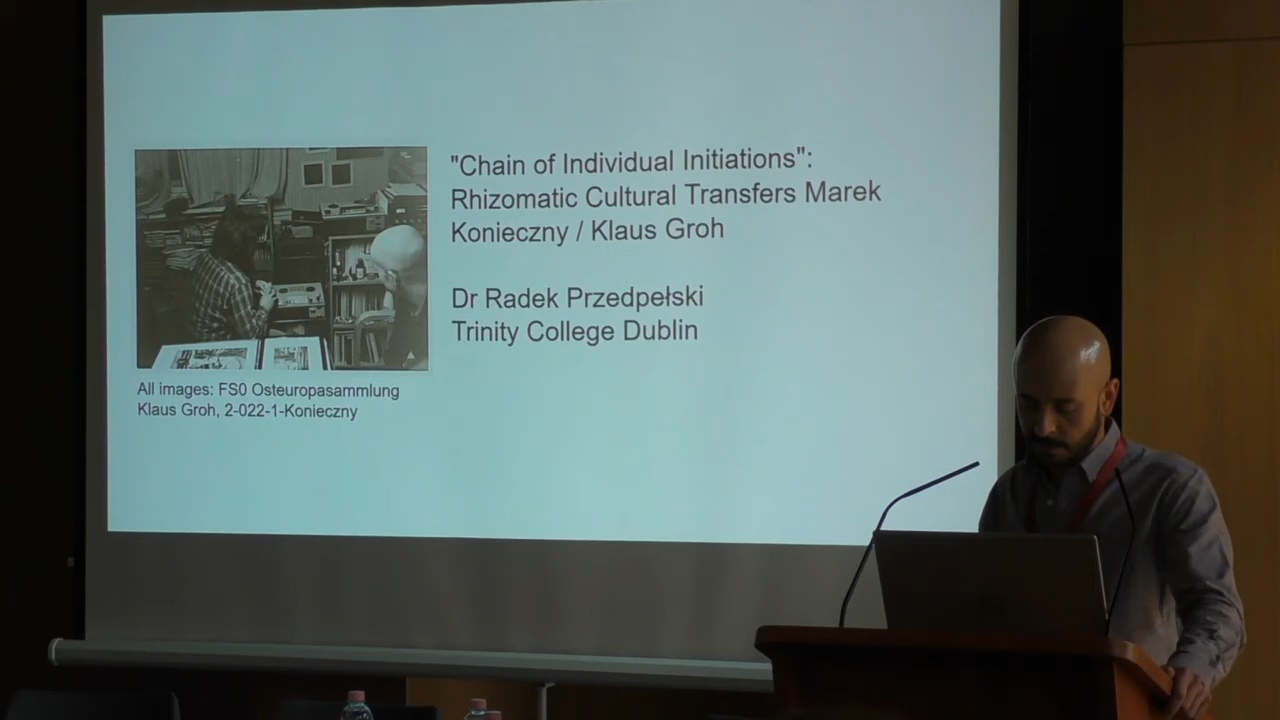 "Chain of Individual Initiations":
Rhizomatic Cultural Transfers Marek
Konieczny / Klaus Groh
Dr Radek Przedpełski
Trinity College Dublin
All images: FS0 Osteuropasammlung
Klaus Groh, 2-022-1-Konieczny